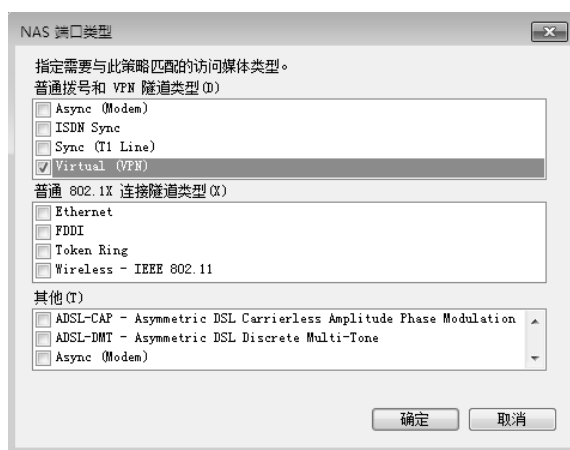 NAS 端口类型
指定需要与此策略匹配的访问媒体类型。
普通拨号和 VPN 隧道类型(D)
Async (Modem)
ISDN Sync
Sync (T1 Line)
Virtual (VPN)
普通 802.1X 连接隧道类型(X)
Ethernet
FDDI
Token Ring
Wireless - IEEE 802.11
其他(T)
ADSL-CAP - Asymmetric DSL Carrierless Amplitude Phase Modulation
ADSL-DMT - Asymmetric DSL Discrete Multi-Tone
Async (Modem)
确定 取消